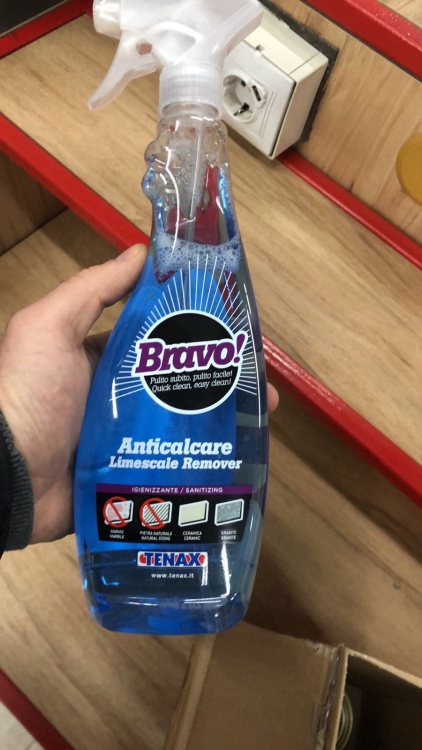 Bravo!
Pulito subito, pulito facile!
Quick clean, easy clean!
Anticalcare
Limescale Remover
IGIENIZZANTE / SANITIZING
MARMO
MARBLE
PIETRA NATURALE
NATURAL STONE
CERAMICA
CERAMIC
GRANITO
GRANITE
TENAX
www.tenax.it